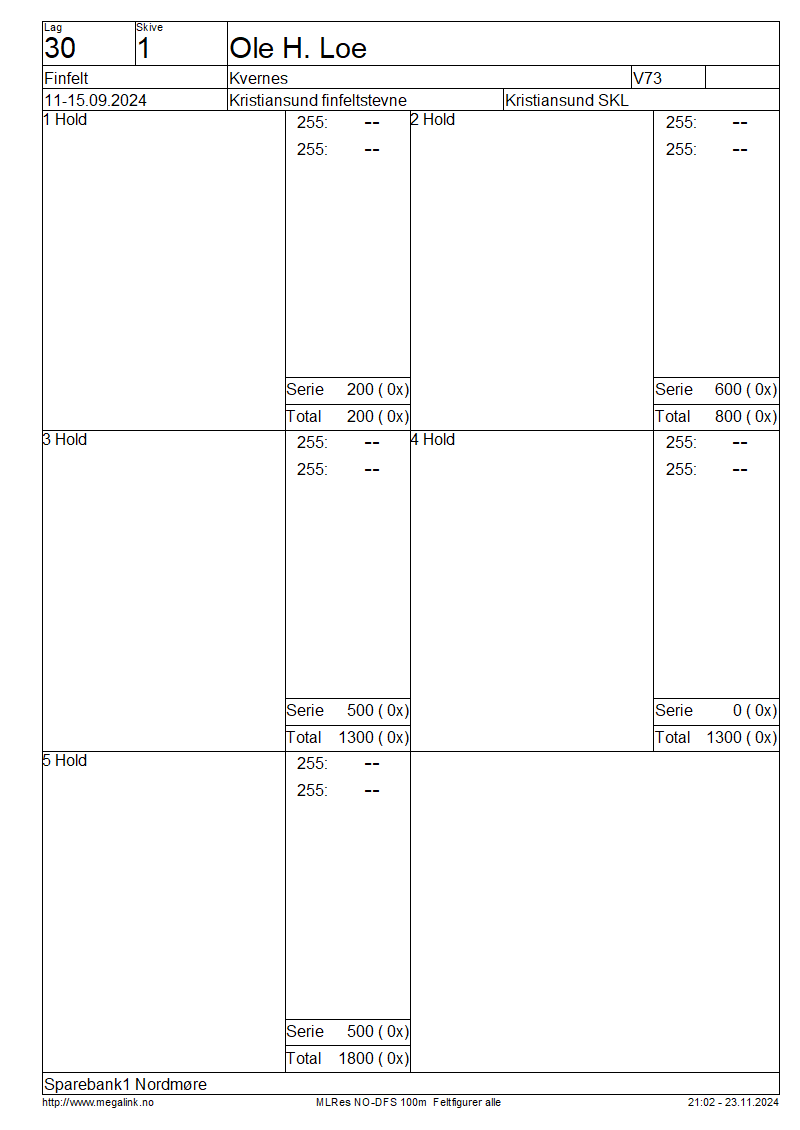 Lag Skive
30 1 Ole H. Loe
Finfelt Kvernes V73
11-15.09.2024 Kristiansund finfeltstevne Kristiansund SKL
1 Hold
255: --
255: --
Serie 200 ( 0x)
Total 200 ( 0x)
2 Hold
255: --
255: --
Serie 600 ( 0x)
Total 800 ( 0x)
3 Hold
255: --
255: --
Serie 500 ( 0x)
Total 1300 ( 0x)
4 Hold
255: --
255: --
Serie 0 ( 0x)
Total 1300 ( 0x)
5 Hold
255: --
255: --
Serie 500 ( 0x)
Total 1800 ( 0x)
Sparebank1 Nordmøre
http://www.megalink.no MLRes NO-DFS 100m Feltfigurer alle 21:02 - 23.11.2024